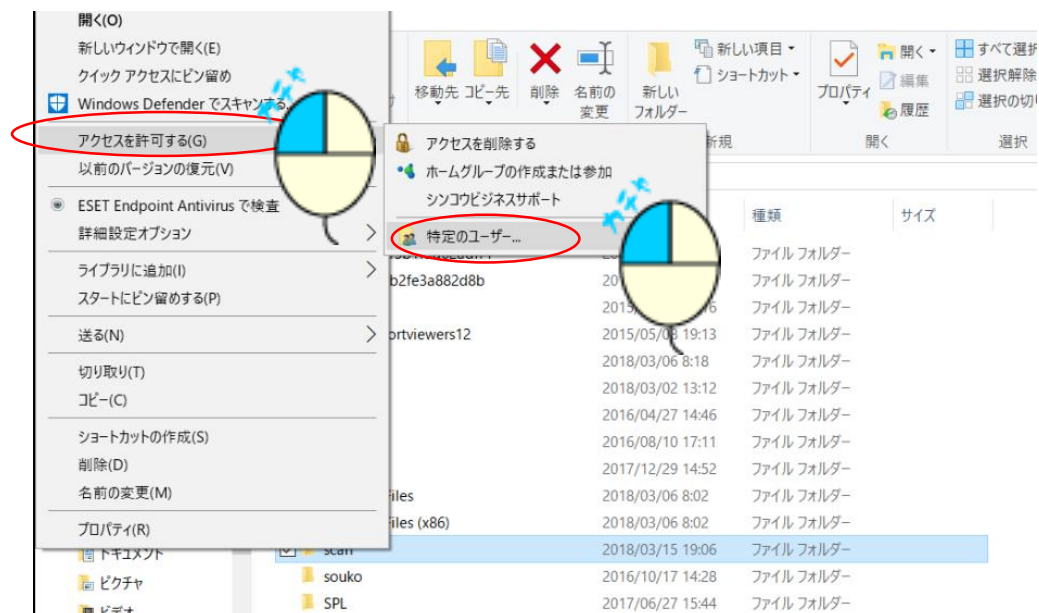 開く(O)
新しいウィンドウで開く(E)
クイック アクセスにピン留め
Windows Defender でスキャンする
アクセスを許可する(G)
以前のバージョンの復元(V)
ESET Endpoint Antivirus で検査
詳細設定オプション
ライブラリに追加(I)
スタートにピン留めする(P)
送る(N)
切り取り(T)
コピー(C)
ショートカットの作成(S)
削除(D)
名前の変更(M)
プロパティ(R)
ドキュメント
ピクチャ
ビデオ
カチッ
アクセスを削除する
ホームグループの作成または参加
シンコウビジネスサポート
特定のユーザー...
カチッ
移動先 コピー先 削除 名前の変更 新しいフォルダー
新しい項目
ショートカット
新規
プロパティ
開く
編集
履歴
開く
すべて選択
選択解除
選択の切り
選択
種類 サイズ
ファイル フォルダー
b2fe3a882d8b ファイル フォルダー
ファイル フォルダー
ortviewers12 2015/05/08 19:13 ファイル フォルダー
2018/03/06 8:18 ファイル フォルダー
2018/03/02 13:12 ファイル フォルダー
2016/04/27 14:46 ファイル フォルダー
2016/08/10 17:11 ファイル フォルダー
2017/12/29 14:52 ファイル フォルダー
iles 2018/03/06 8:02 ファイル フォルダー
iles (x86) 2018/03/06 8:02 ファイル フォルダー
scan 2018/03/15 19:06 ファイル フォルダー
souko 2016/10/17 14:28 ファイル フォルダー
SPL 2017/06/27 15:44 ファイル フォルダー